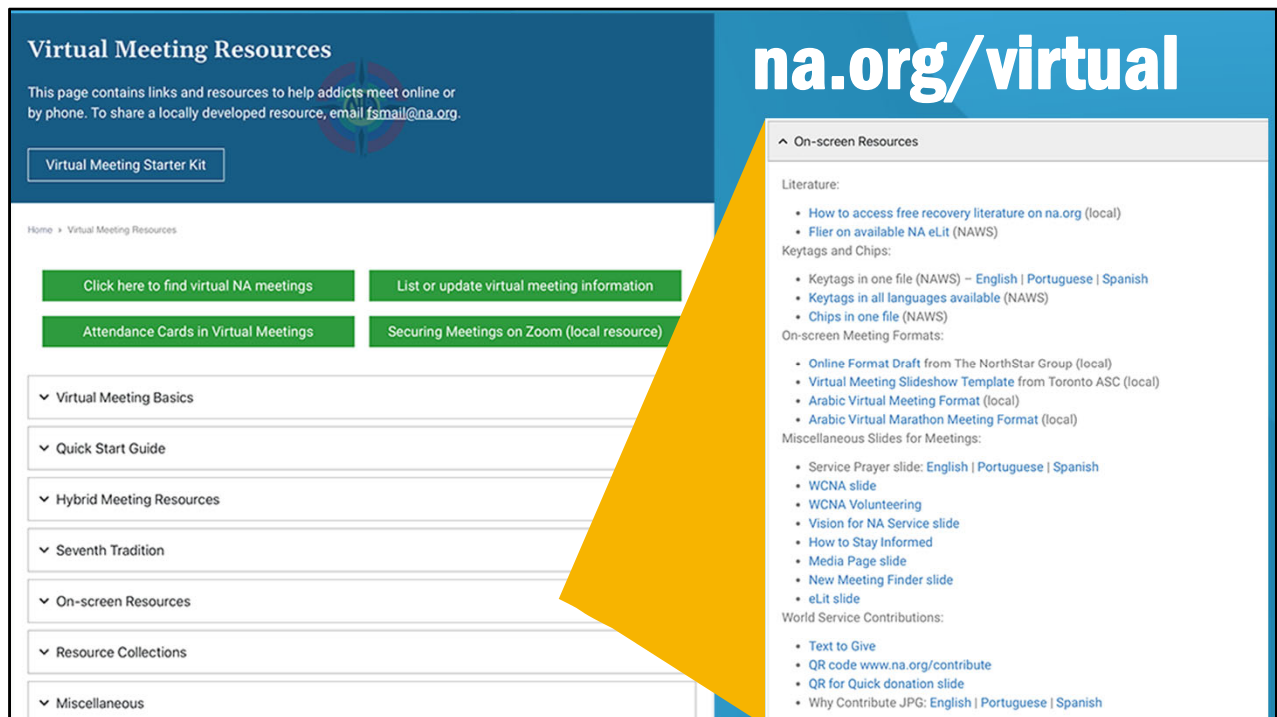 Virtual Meeting Resources
This page contains links and resources to help addicts meet online or
by phone. To share a locally developed resource, email fsmail@na.org.
Virtual Meeting Starter Kit
Home › Virtual Meeting Resources
Click here to find virtual NA meetings
List or update virtual meeting information
Attendance Cards in Virtual Meetings
Securing Meetings on Zoom (local resource)
Virtual Meeting Basics
Quick Start Guide
Hybrid Meeting Resources
Seventh Tradition
On-screen Resources
Resource Collections
Miscellaneous
na.org/virtual
On-screen Resources
Literature:
• How to access free recovery literature on na.org (local)
• Flier on available NA eLit (NAWS)
Keytags and Chips:
• Keytags in one file (NAWS) – English | Portuguese | Spanish
• Keytags in all languages available (NAWS)
• Chips in one file (NAWS)
On-screen Meeting Formats:
• Online Format Draft from The NorthStar Group (local)
• Virtual Meeting Slideshow Template from Toronto ASC (local)
• Arabic Virtual Meeting Format (local)
• Arabic Virtual Marathon Meeting Format (local)
Miscellaneous Slides for Meetings:
• Service Prayer slide: English | Portuguese | Spanish
• WCNA slide
• WCNA Volunteering
• Vision for NA Service slide
• How to Stay Informed
• Media Page slide
• New Meeting Finder slide
• eLit slide
World Service Contributions:
• Text to Give
• QR code www.na.org/contribute
• QR for Quick donation slide
• Why Contribute JPG: English | Portuguese | Spanish